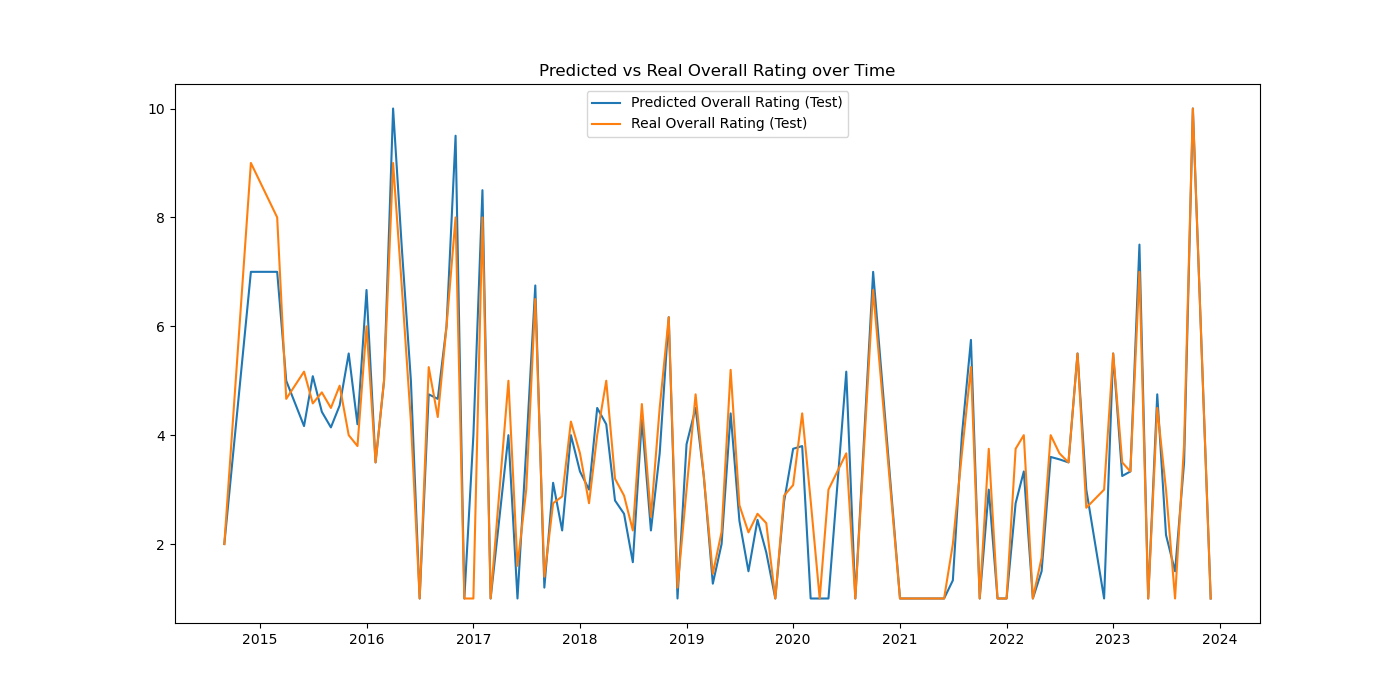 Predicted vs Real Overall Rating over Time
Predicted Overall Rating (Test)
Real Overall Rating (Test)
10
8
6
4
2
2015 2016 2017 2018 2019 2020 2021 2022 2023 2024